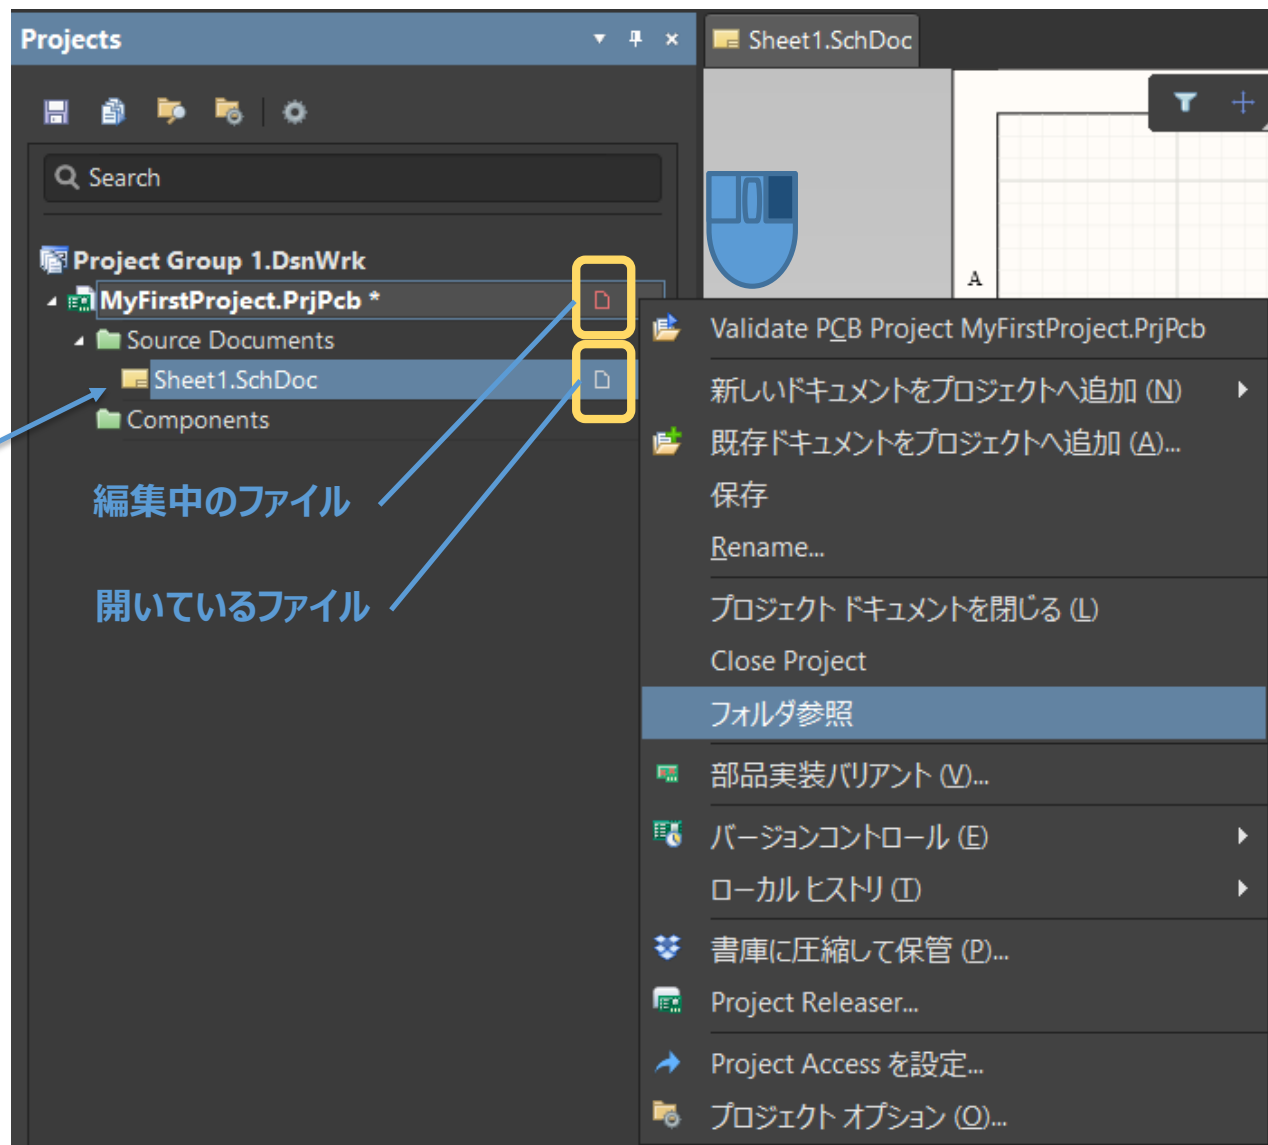 Projects
Sheet1.SchDoc
Search
A
Project Group 1.DsnWrk
MyFirstProject.PrjPcb *
Source Documents
Sheet1.SchDoc
Components
編集中のファイル
開いているファイル
Validate PCB Project MyFirstProject.PrjPcb
新しいドキュメントをプロジェクトへ追加 (N)
既存ドキュメントをプロジェクトへ追加 (A)...
保存
Rename...
プロジェクト ドキュメントを閉じる (L)
Close Project
フォルダ参照
部品実装バリアント (V)...
バージョンコントロール (E)
ローカル ヒストリ (T)
書庫に圧縮して保管 (P)...
Project Releaser...
Project Access を設定...
プロジェクト オプション (O)...